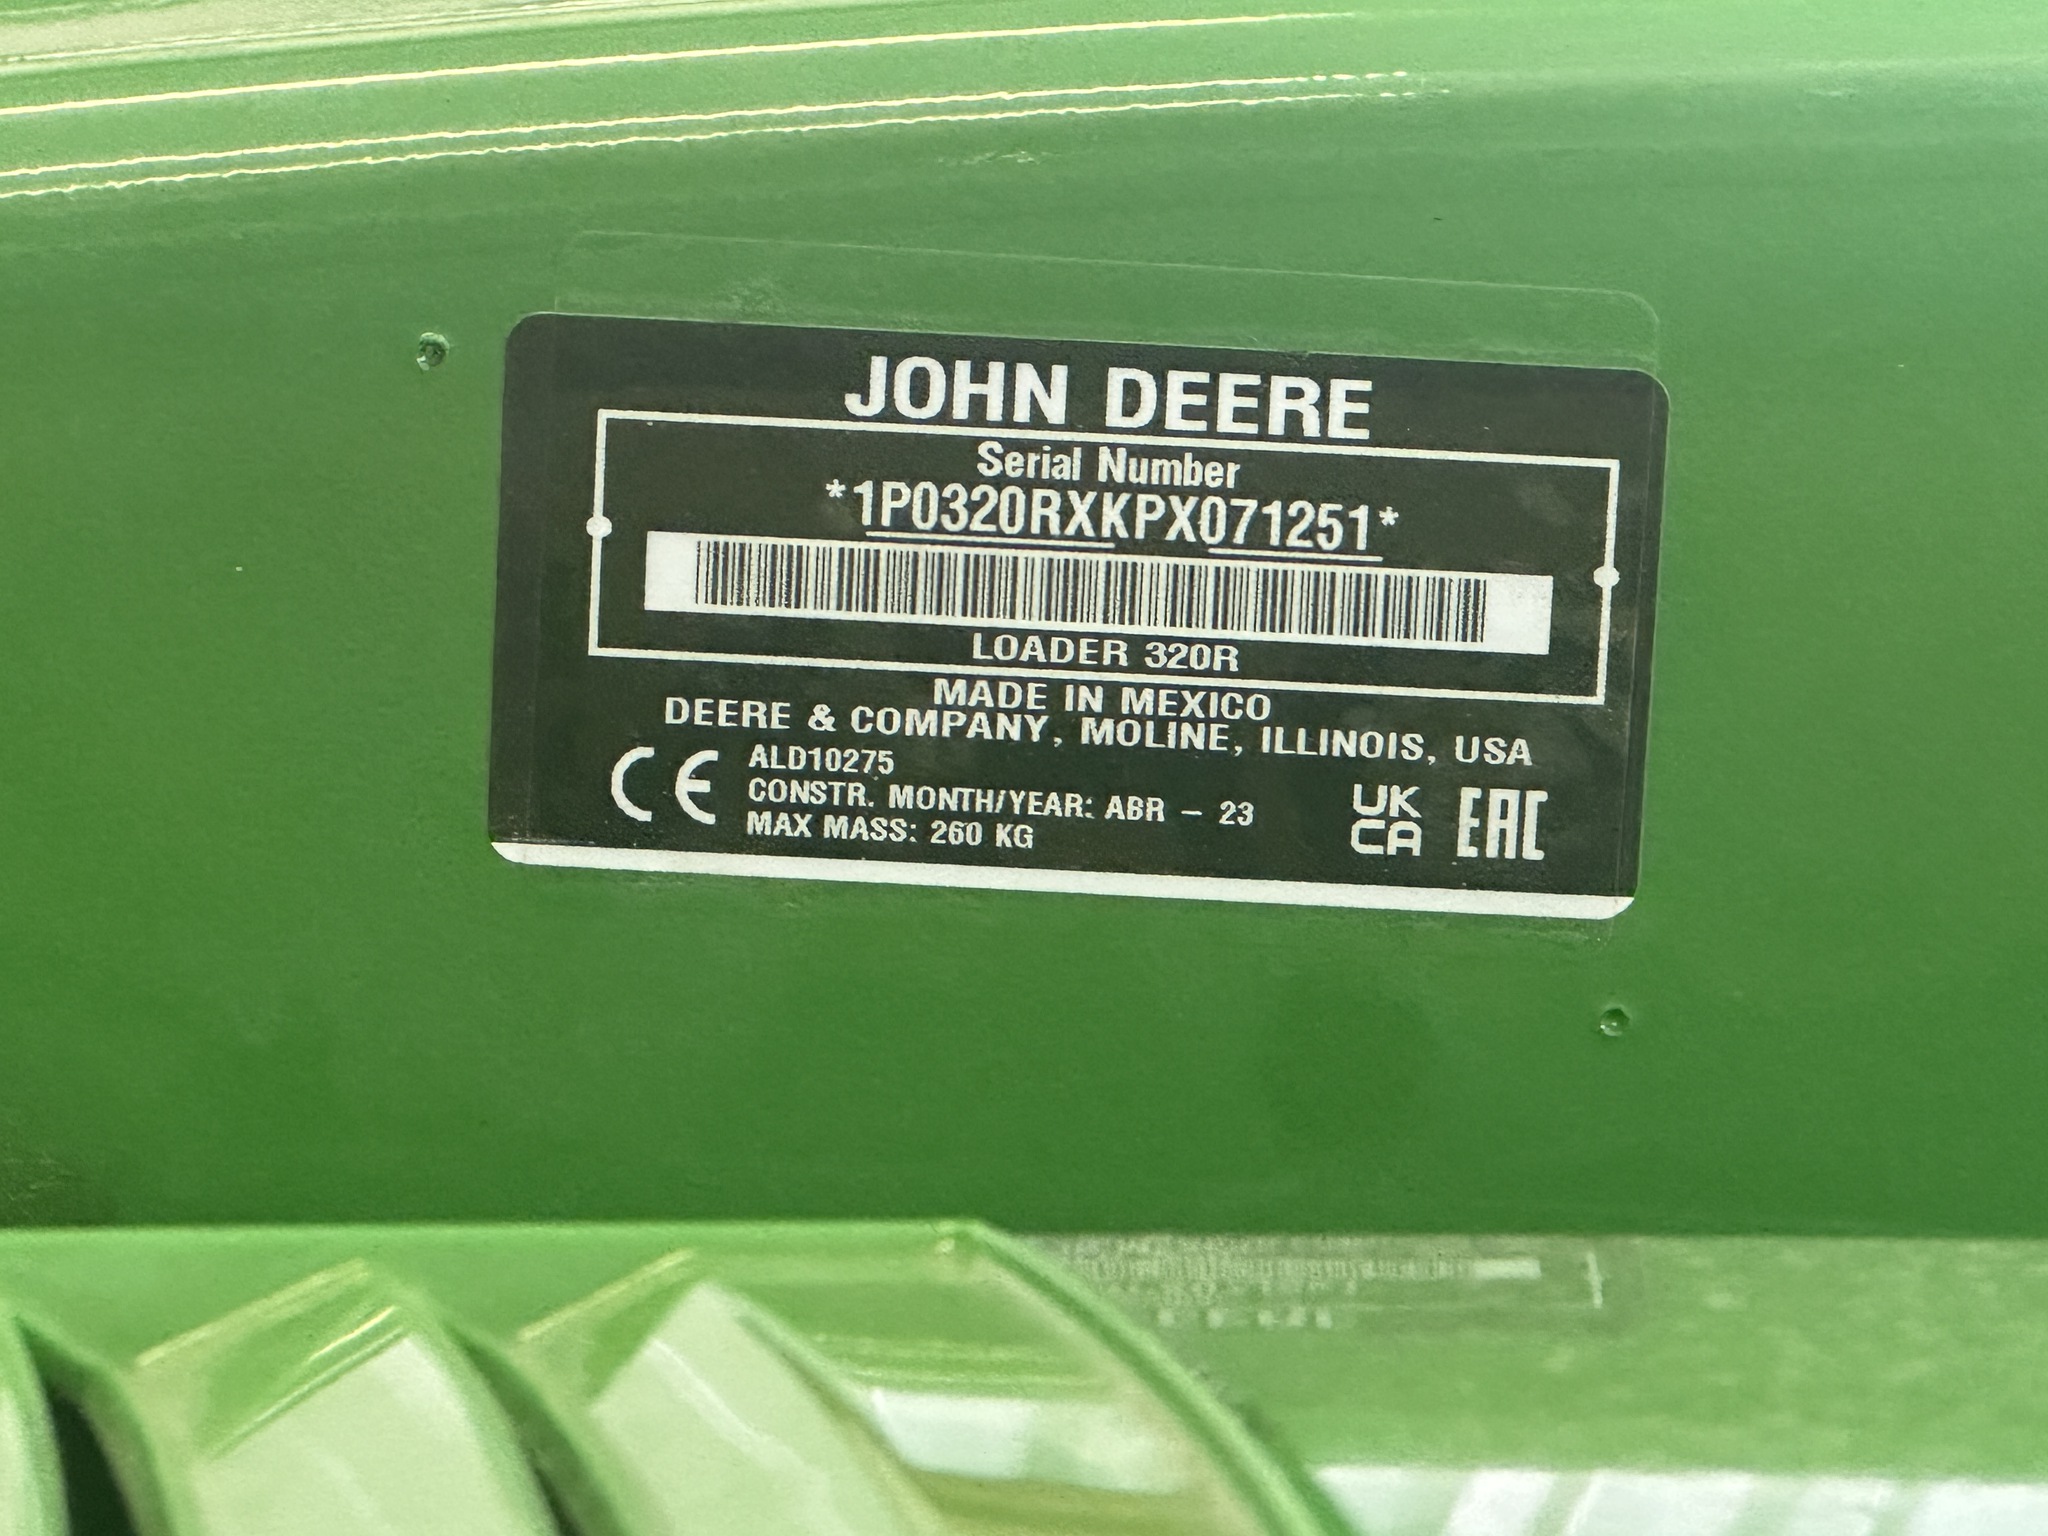 JOHN DEERE
Serial Number
*1P0320RXKPX071251*
LOADER 320R
MADE IN MEXICO
DEERE & COMPANY, MOLINE, ILLINOIS, USA
CE
ALD10275
CONSTR. MONTH/YEAR: ABR - 23
MAX MASS: 260 KG
UK
CA
EAC